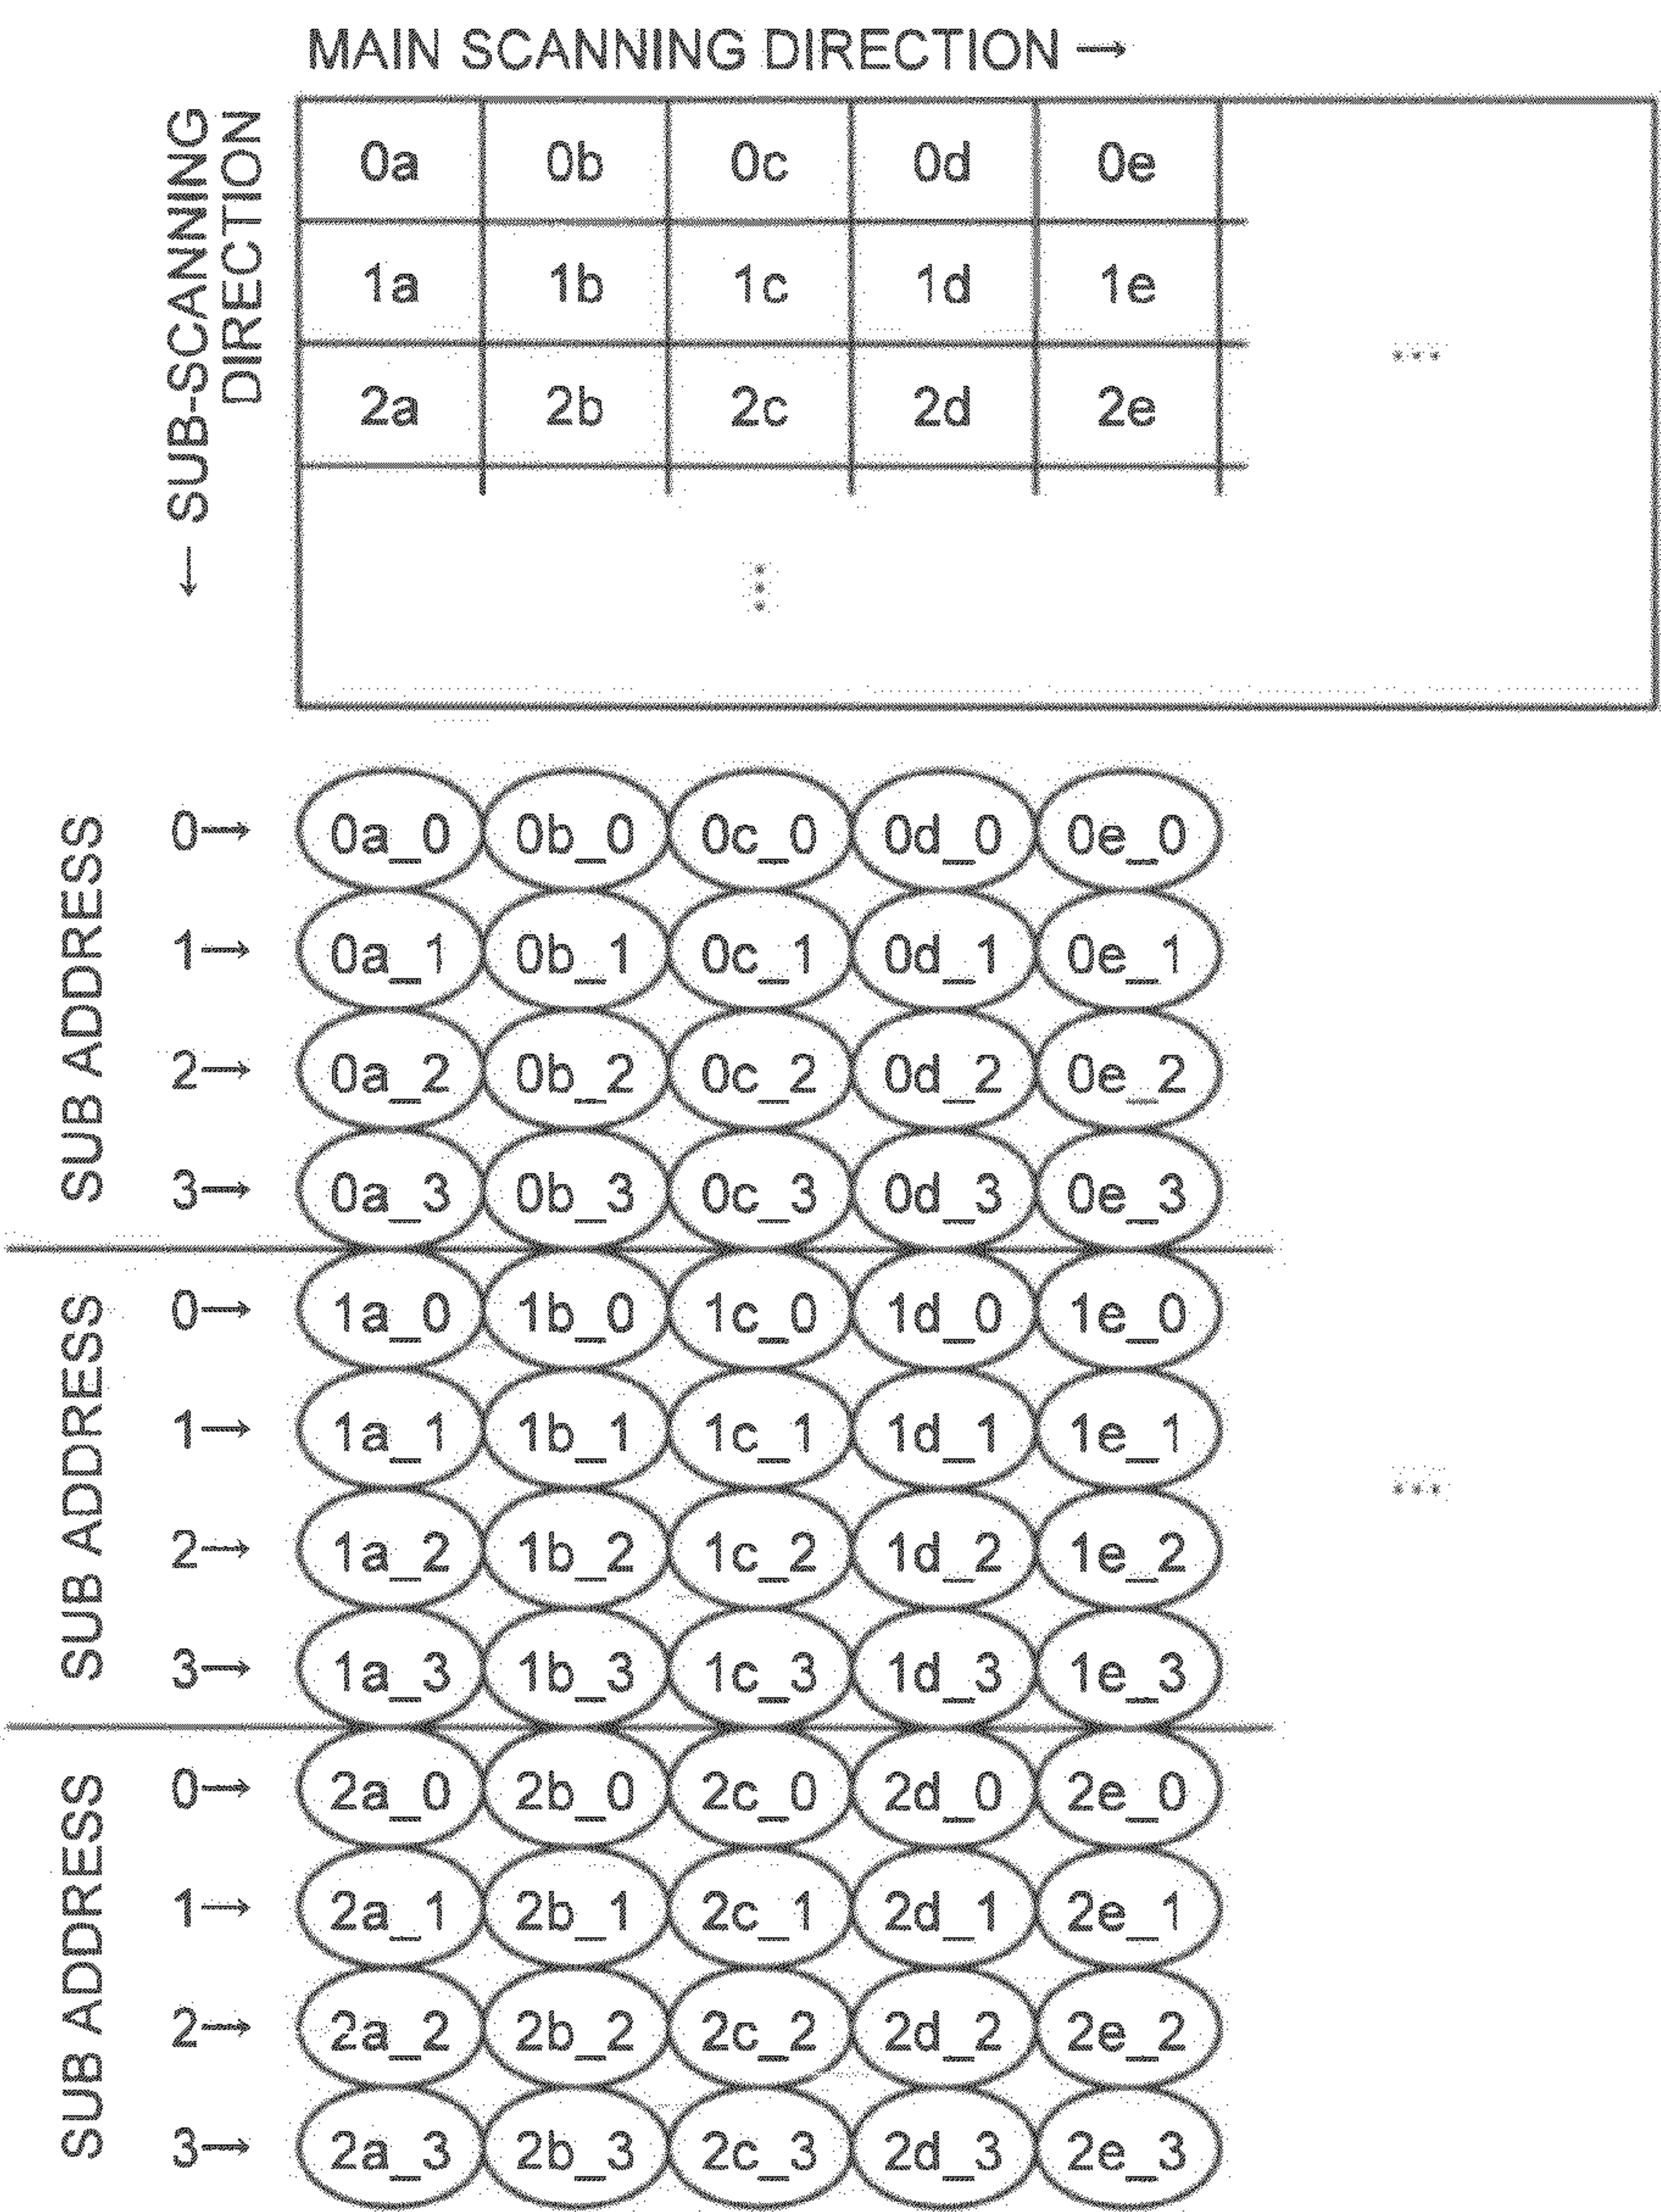 MAIN SCANNING DIRECTION →
← SUB-SCANNING
DIRECTION
0a 0b 0c 0d 0e
1a 1b 1c 1d 1e
2a 2b 2c 2d 2e
SUB ADDRESS
0→ 0a_0 0b_0 0c_0 0d_0 0e_0
1→ 0a_1 0b_1 0c_1 0d_1 0e_1
2→ 0a_2 0b_2 0c_2 0d_2 0e_2
3→ 0a_3 0b_3 0c_3 0d_3 0e_3
SUB ADDRESS
0→ 1a_0 1b_0 1c_0 1d_0 1e_0
1→ 1a_1 1b_1 1c_1 1d_1 1e_1
2→ 1a_2 1b_2 1c_2 1d_2 1e_2
3→ 1a_3 1b_3 1c_3 1d_3 1e_3
SUB ADDRESS
0→ 2a_0 2b_0 2c_0 2d_0 2e_0
1→ 2a_1 2b_1 2c_1 2d_1 2e_1
2→ 2a_2 2b_2 2c_2 2d_2 2e_2
3→ 2a_3 2b_3 2c_3 2d_3 2e_3